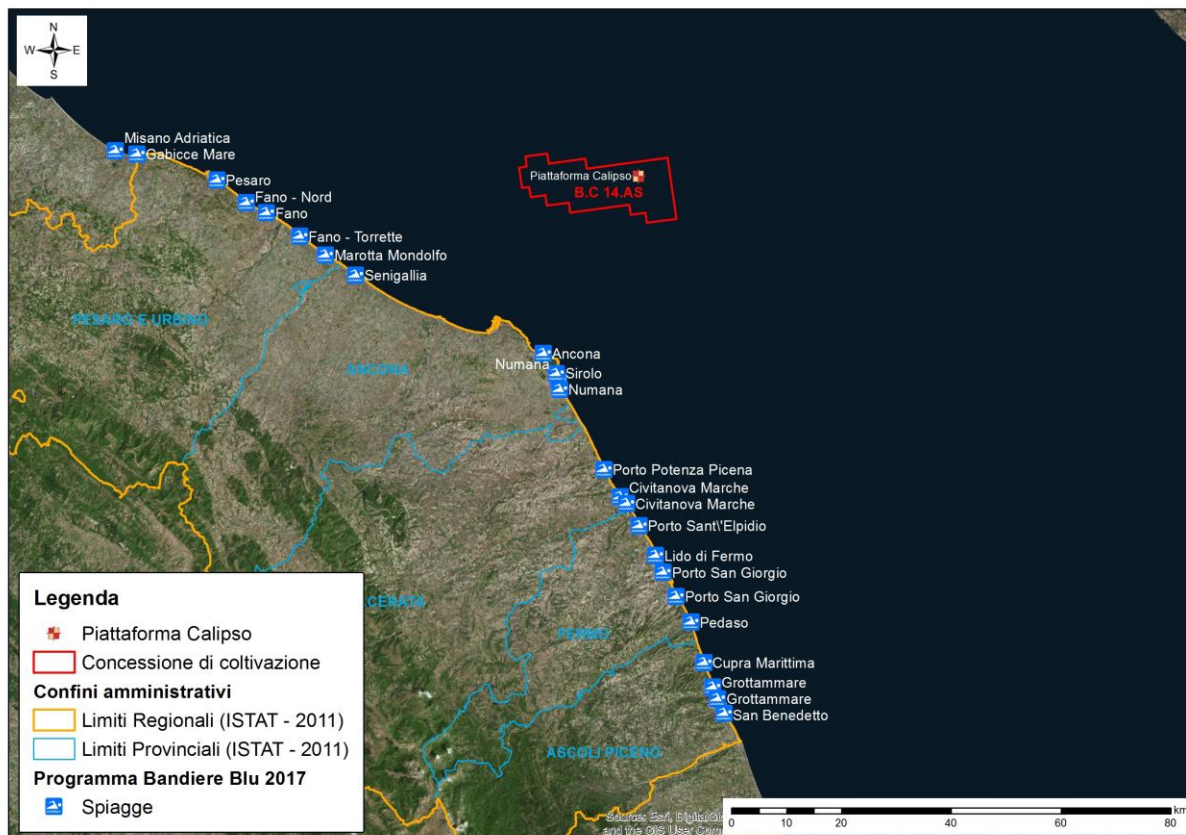 N
W E
S
Misano Adriatica
Gabicce Mare
Pesaro
Fano - Nord
Fano
Fano - Torrette
Marotta Mondolfo
Senigallia
Piattaforma Calipso
B.C 14.AS
PESARO E URBINO
ANCONA
Ancona
Numana
Sirolo
Numana
Porto Potenza Picena
Civitanova Marche
Civitanova Marche
Porto Sant\'Elpidio
Lido di Fermo
Porto San Giorgio
Porto San Giorgio
Pedaso
CERATA
FERMO
Cupra Marittima
Grottammare
Grottammare
San Benedetto
ASCOLI PICENO
Legenda
Piattaforma Calipso
Concessione di coltivazione
Confini amministrativi
Limiti Regionali (ISTAT - 2011)
Limiti Provinciali (ISTAT - 2011)
Programma Bandiere Blu 2017
Spiagge
Source: Esri,
and the GIS User
km
0 10 20 40 60 80